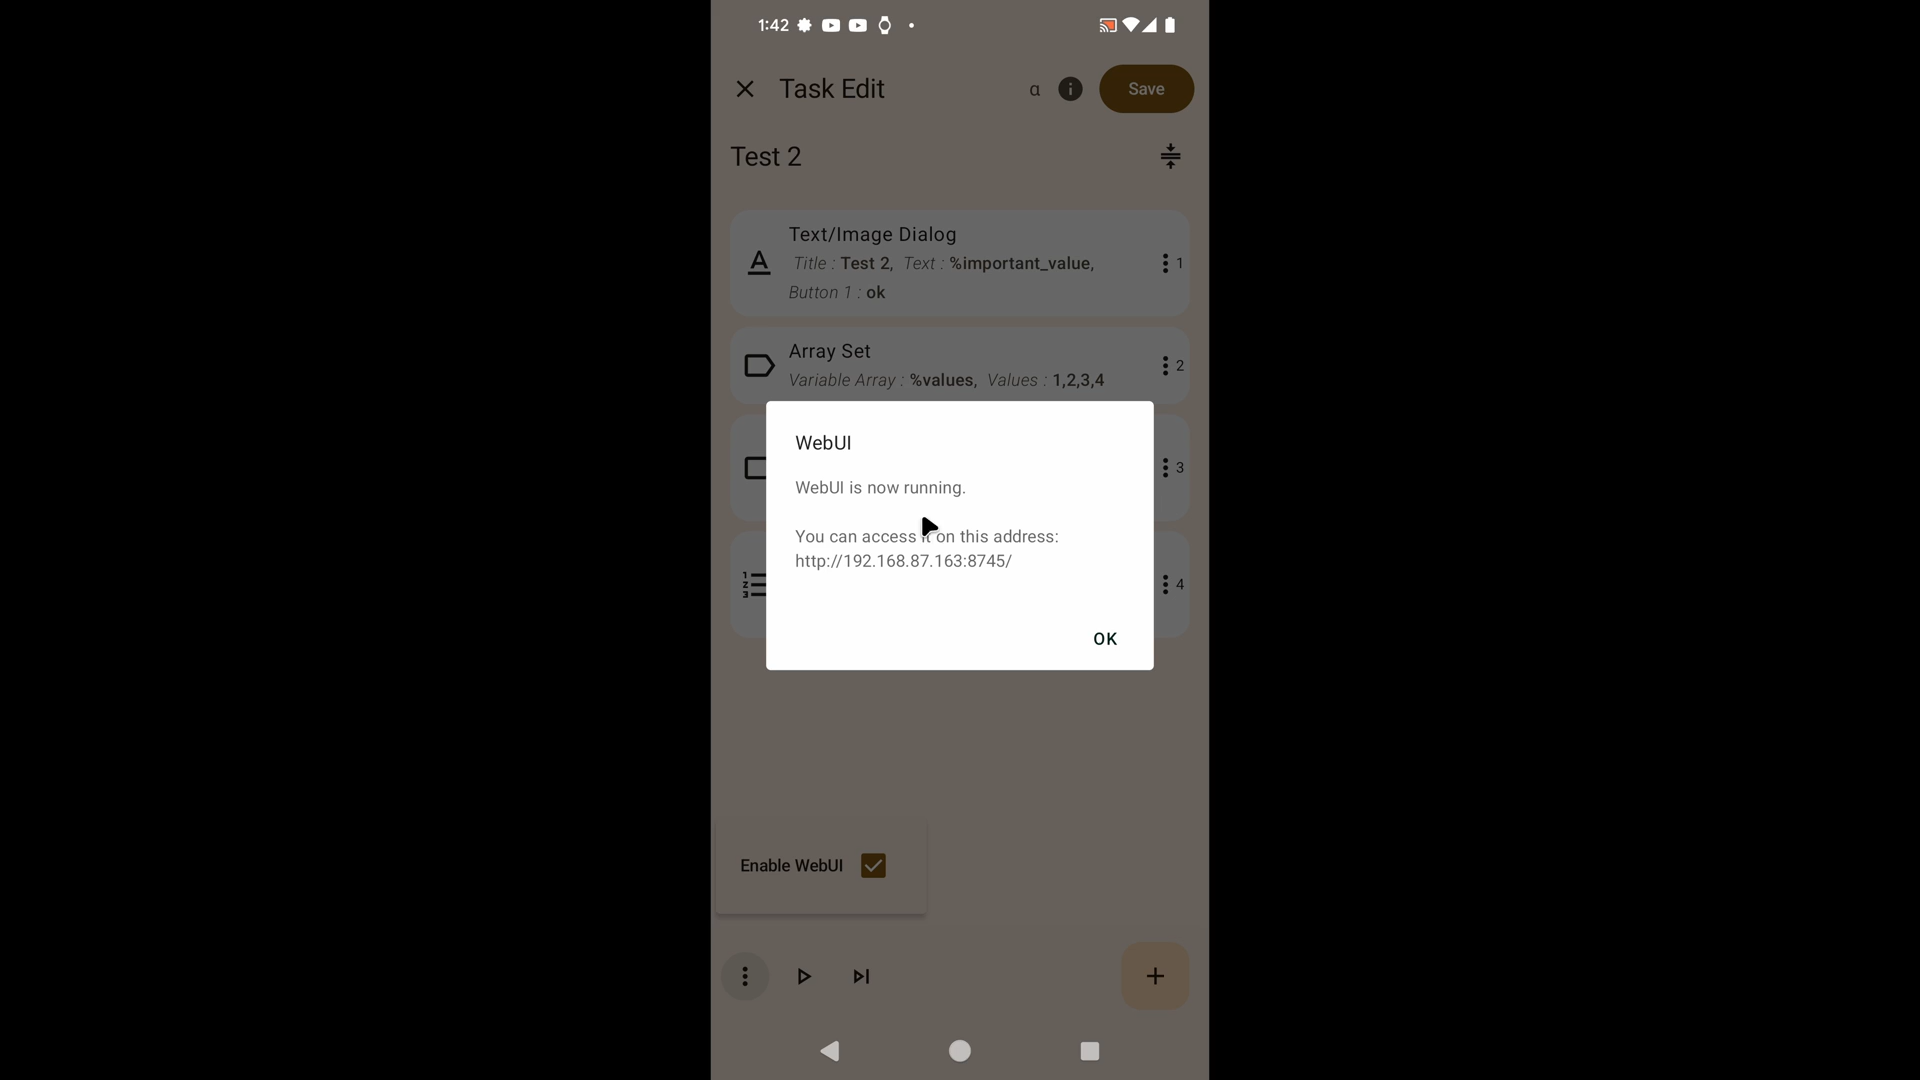 1:42
Task Edit
α
Save
Test 2
Text/Image Dialog
Title : Test 2, Text : %important_value,
Button 1 : ok
1
Array Set
Variable Array : %values, Values : 1,2,3,4
2
3
4
WebUI
WebUI is now running.
You can access it on this address:
http://192.168.87.163:8745/
OK
Enable WebUI